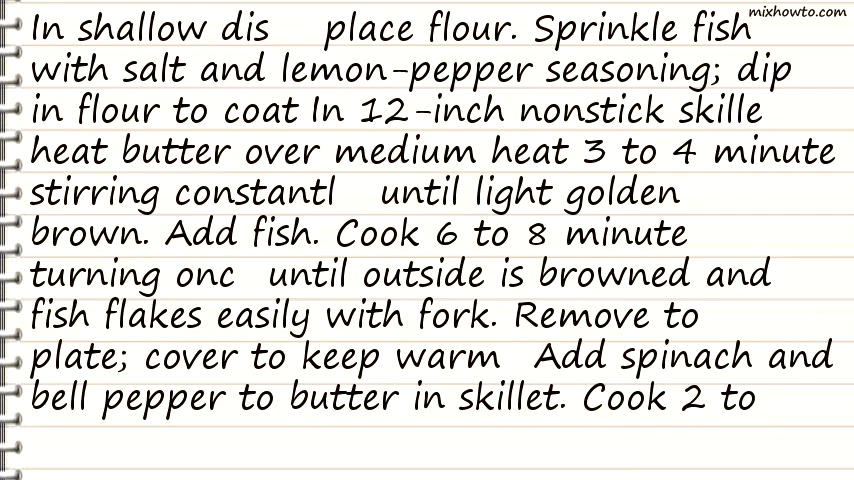 mixhowto.com
In shallow dis place flour. Sprinkle fish
with salt and lemon-pepper seasoning; dip
in flour to coat In 12-inch nonstick skille
heat butter over medium heat 3 to 4 minute
stirring constantl until light golden
brown. Add fish. Cook 6 to 8 minute
turning onc until outside is browned and
fish flakes easily with fork. Remove to
plate; cover to keep warm Add spinach and
bell pepper to butter in skillet. Cook 2 to